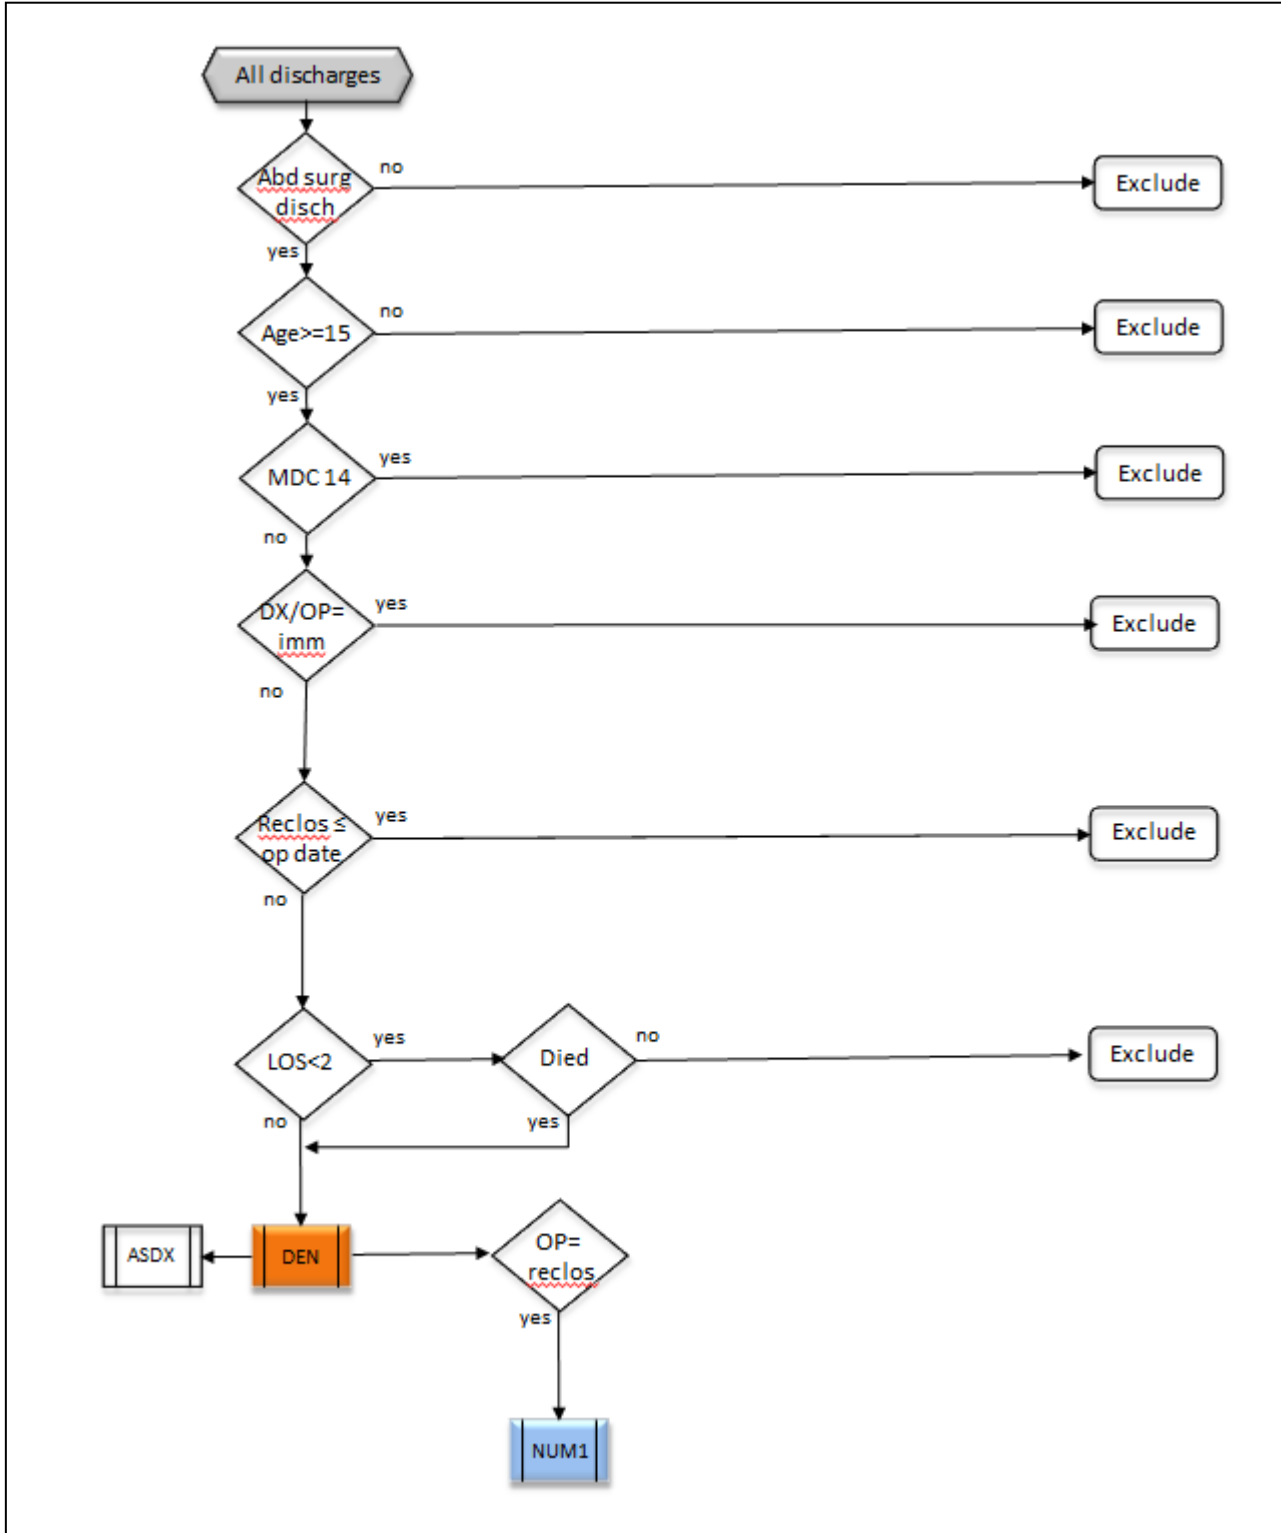 All discharges
Abd surg
disch
no
Exclude
yes
Age>=15
no
Exclude
yes
MDC 14
yes
Exclude
no
DX/OP=
imm
yes
Exclude
no
Reclos ≤
op date
yes
Exclude
no
LOS<2
yes
Died
no
Exclude
no
yes
ASDX
DEN
OP=
reclos
yes
NUM1